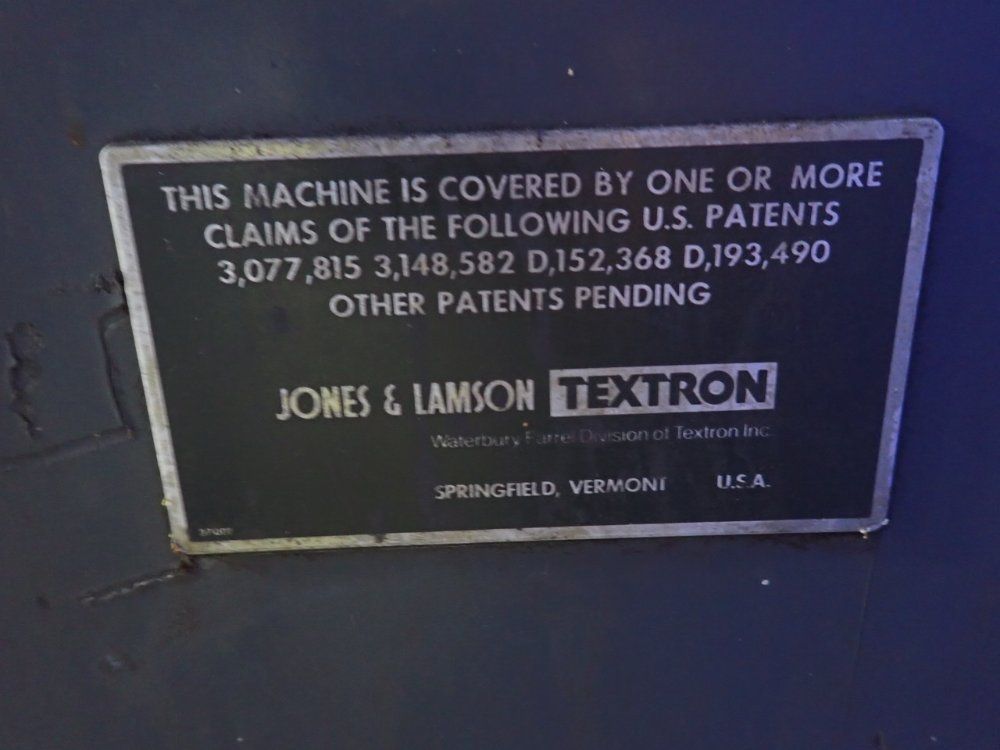 THIS MACHINE IS COVERED BY ONE OR MORE
CLAIMS OF THE FOLLOWING U.S. PATENTS
3,077,815 3,148,582 D,152,368 D,193,490
OTHER PATENTS PENDING
JONES & LAMSON TEXTRON
Waterbury Farrel Division of Textron Inc.
SPRINGFIELD, VERMONT U.S.A.